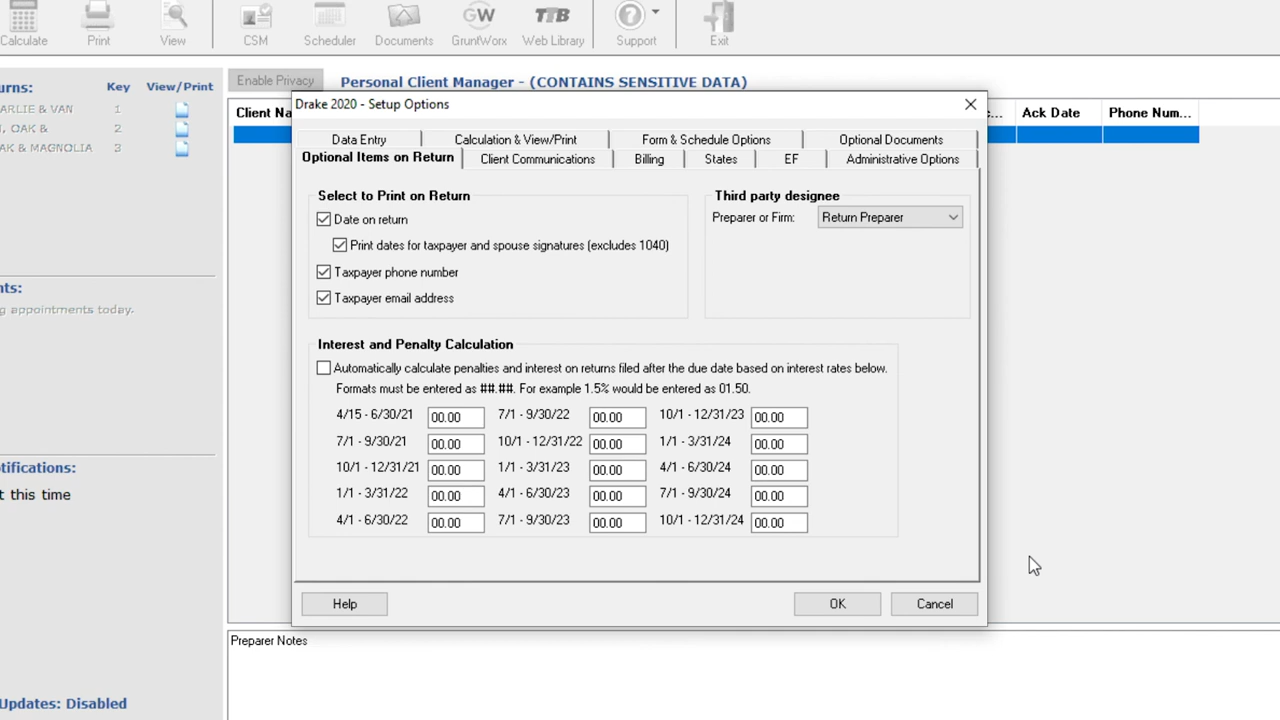 Calculate
Print
View
CSM
Scheduler
Documents
GW
GruntWorx
TTB
Web Library
Support
Exit
urns:
Key
View/Print
ARLIE & VAN
1
I, OAK &
2
AK & MAGNOLIA
3
nts:
g appointments today.
tifications:
t this time
Updates: Disabled
Enable Privacy
Personal Client Manager - (CONTAINS SENSITIVE DATA)
Client Na
c...
Ack Date
Phone Num...
Drake 2020 - Setup Options
Data Entry
Calculation & View/Print
Form & Schedule Options
Optional Documents
Optional Items on Return
Client Communications
Billing
States
EF
Administrative Options
Select to Print on Return
Date on return
Print dates for taxpayer and spouse signatures (excludes 1040)
Taxpayer phone number
Taxpayer email address
Third party designee
Preparer or Firm:
Return Preparer
Interest and Penalty Calculation
Automatically calculate penalties and interest on returns filed after the due date based on interest rates below.
Formats must be entered as ##.##. For example 1.5% would be entered as 01.50.
4/15 - 6/30/21 00.00 7/1 - 9/30/22 00.00 10/1 - 12/31/23 00.00
7/1 - 9/30/21 00.00 10/1 - 12/31/22 00.00 1/1 - 3/31/24 00.00
10/1 - 12/31/21 00.00 1/1 - 3/31/23 00.00 4/1 - 6/30/24 00.00
1/1 - 3/31/22 00.00 4/1 - 6/30/23 00.00 7/1 - 9/30/24 00.00
4/1 - 6/30/22 00.00 7/1 - 9/30/23 00.00 10/1 - 12/31/24 00.00
Help
OK
Cancel
Preparer Notes